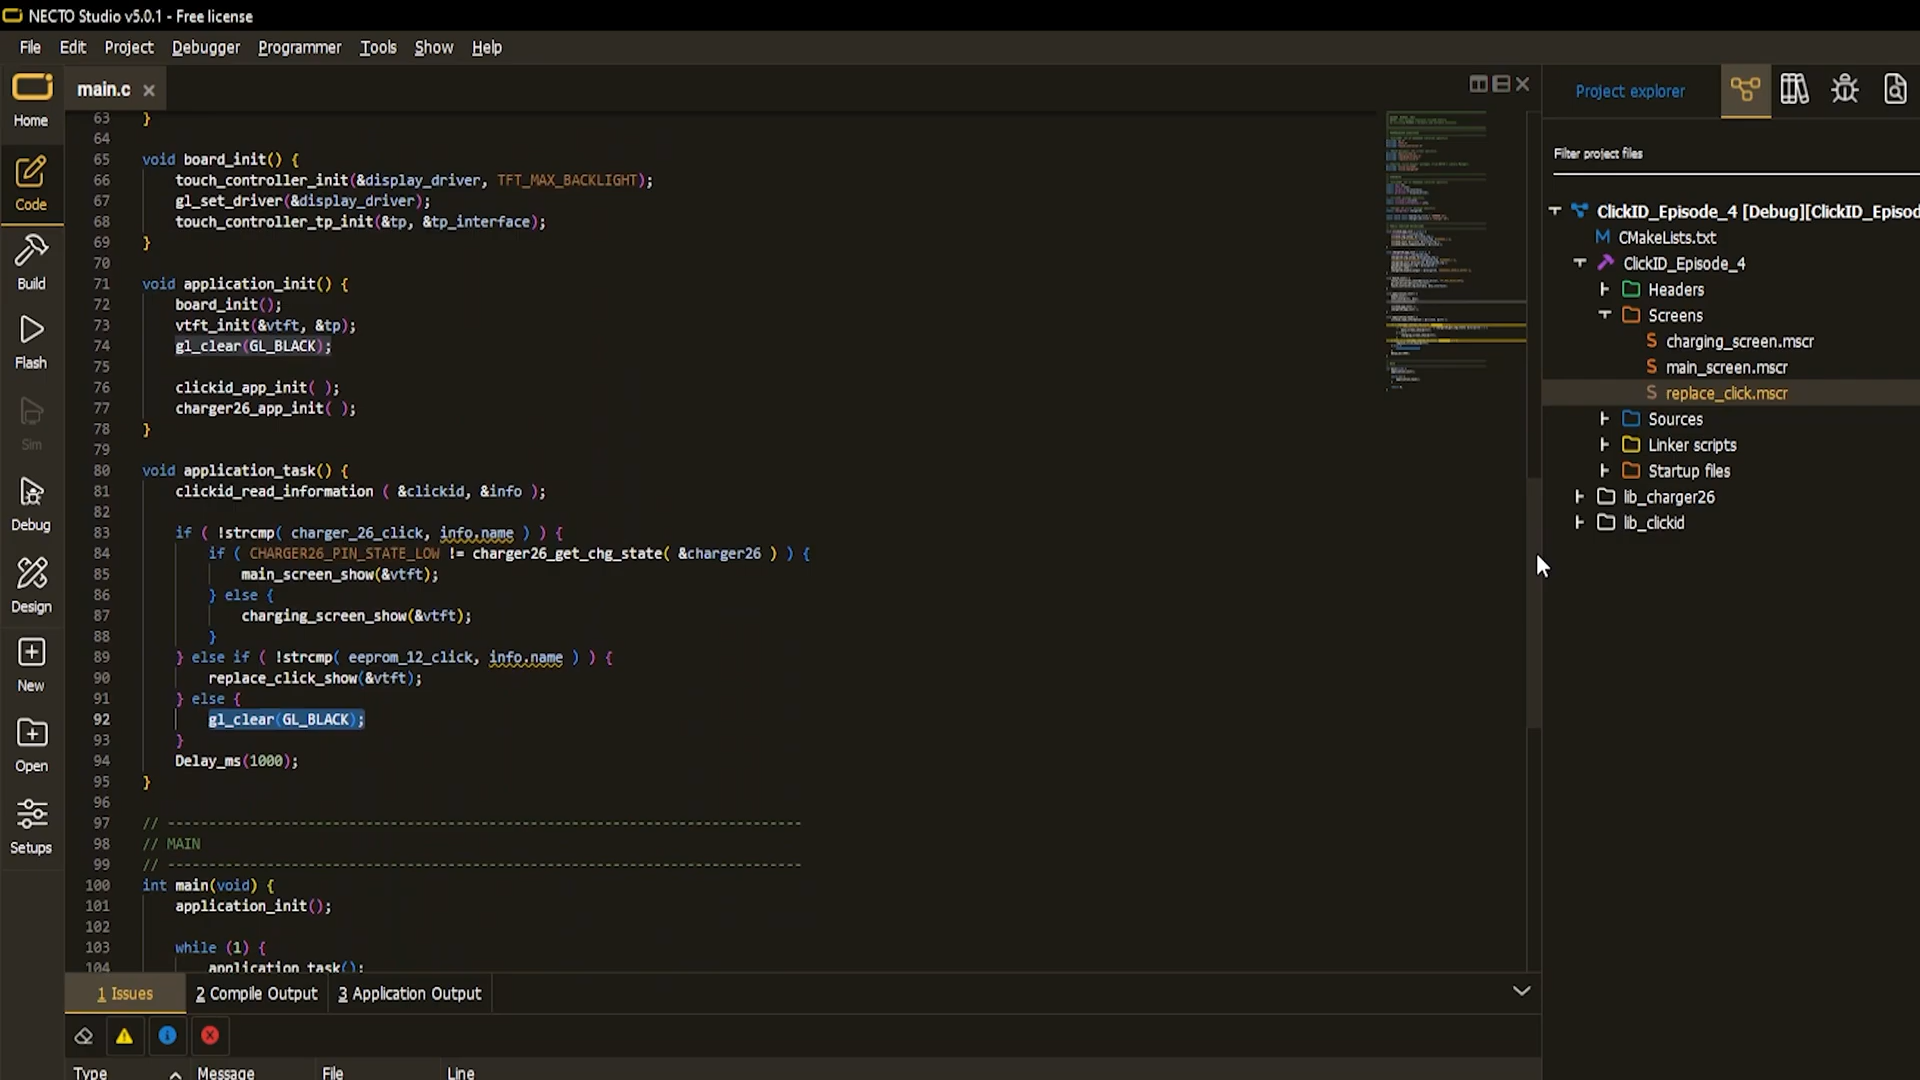 NECTO Studio v5.0.1 - Free license
File Edit Project Debugger Programmer Tools Show Help
main.c
Home
Code
Build
Flash
Sim
Debug
Design
New
Open
Setups
63 }
64
65 void board_init() {
66 touch_controller_init(&display_driver, TFT_MAX_BACKLIGHT);
67 gl_set_driver(&display_driver);
68 touch_controller_tp_init(&tp, &tp_interface);
69 }
70
71 void application_init() {
72 board_init();
73 vtft_init(&vtft, &tp);
74 gl_clear(GL_BLACK);
75
76 clickid_app_init( );
77 charger26_app_init( );
78 }
79
80 void application_task() {
81 clickid_read_information ( &clickid, &info );
82
83 if ( !strcmp( charger_26_click, info.name ) ) {
84 if ( CHARGER26_PIN_STATE_LOW != charger26_get_chg_state( &charger26 ) ) {
85 main_screen_show(&vtft);
86 } else {
87 charging_screen_show(&vtft);
88 }
89 } else if ( !strcmp( eeprom_12_click, info.name ) ) {
90 replace_click_show(&vtft);
91 } else {
92 gl_clear(GL_BLACK);
93 }
94 Delay_ms(1000);
95 }
96
97 // -----------------------------------------------------------------------------
98 // MAIN
99 // -----------------------------------------------------------------------------
100 int main(void) {
101 application_init();
102
103 while (1) {
104 application_task();
Project explorer
Filter project files
ClickID_Episode_4 [Debug][ClickID_Episod
CMakeLists.txt
ClickID_Episode_4
Headers
Screens
charging_screen.mscr
main_screen.mscr
replace_click.mscr
Sources
Linker scripts
Startup files
lib_charger26
lib_clickid
1 Issues 2 Compile Output 3 Application Output
Type Message File Line